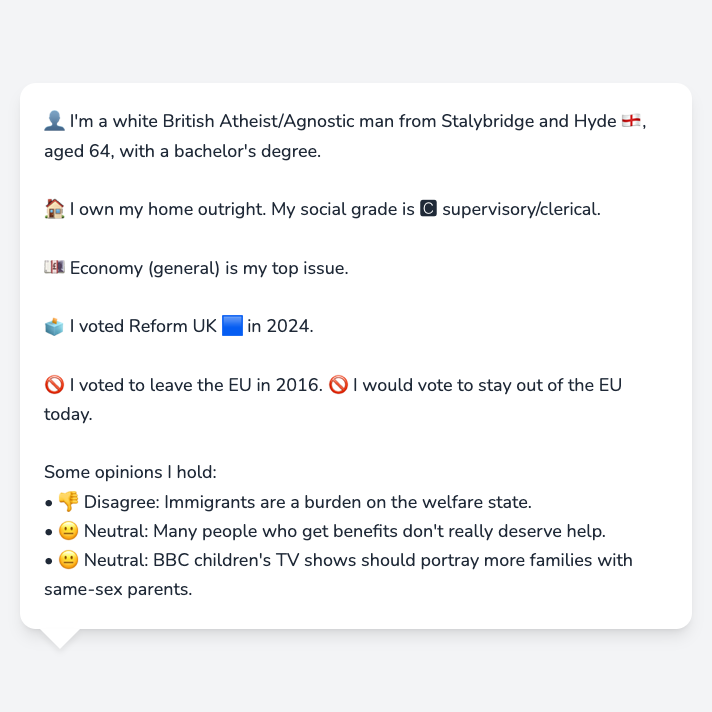 👤 I'm a white British Atheist/Agnostic man from Stalybridge and Hyde 🏴󠁧󠁢󠁥󠁮󠁧󠁿,
aged 64, with a bachelor's degree.
🏠 I own my home outright. My social grade is 🅲 supervisory/clerical.
💷 Economy (general) is my top issue.
🗳️ I voted Reform UK 🟦 in 2024.
🚫 I voted to leave the EU in 2016. 🚫 I would vote to stay out of the EU
today.
Some opinions I hold:
• 👎 Disagree: Immigrants are a burden on the welfare state.
• 😐 Neutral: Many people who get benefits don't really deserve help.
• 😐 Neutral: BBC children's TV shows should portray more families with
same-sex parents.